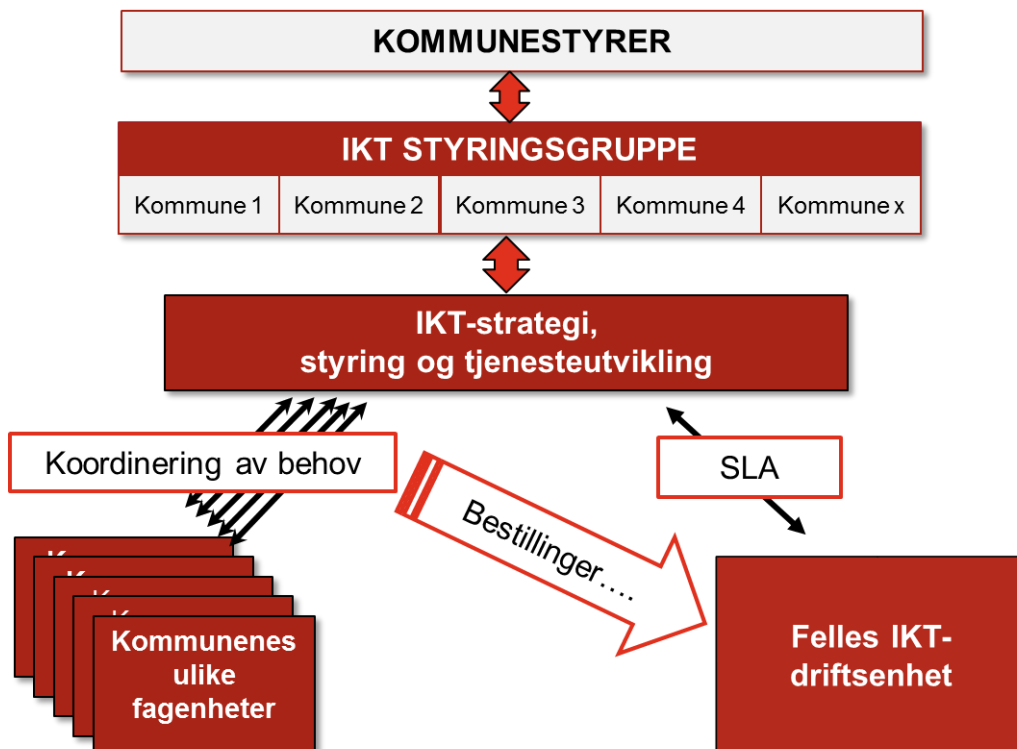 KOMMUNESTYRER
IKT STYRINGSGRUPPE
Kommune 1
Kommune 2
Kommune 3
Kommune 4
Kommune x
IKT-strategi,
styring og tjenesteutvikling
Koordinering av behov
SLA
Bestillinger....
Kommunenes
ulike
fagenheter
Felles IKT-
driftsenhet